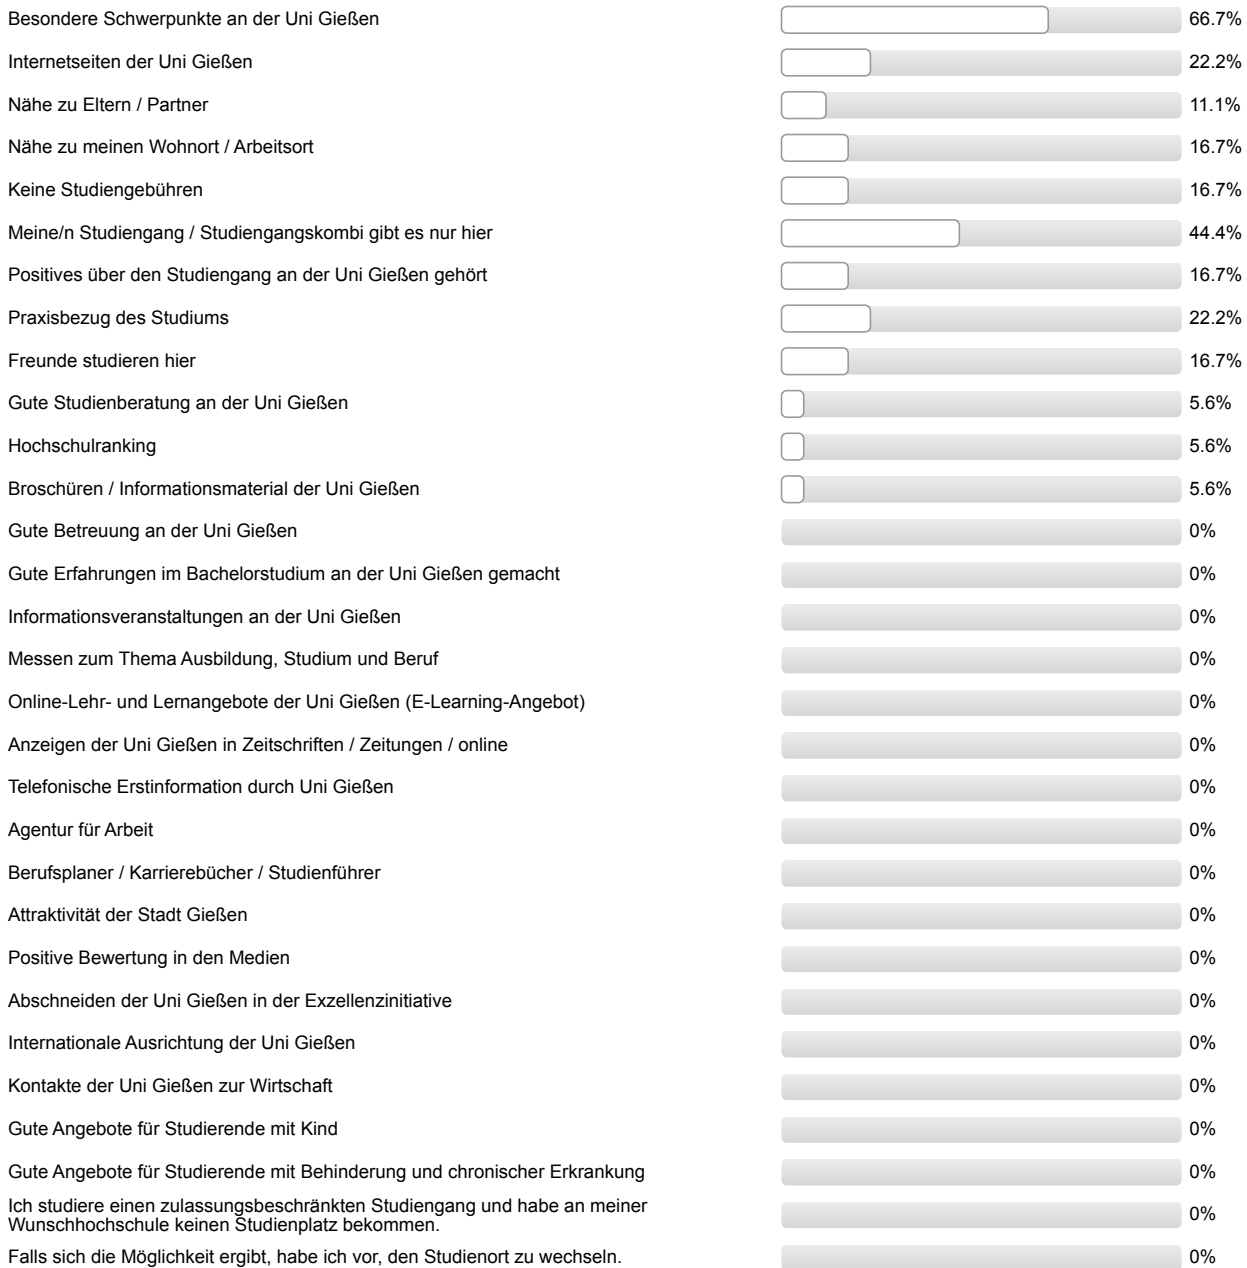 Besondere Schwerpunkte an der Uni Gießen 66.7%
Internetseiten der Uni Gießen 22.2%
Nähe zu Eltern / Partner 11.1%
Nähe zu meinen Wohnort / Arbeitsort 16.7%
Keine Studiengebühren 16.7%
Meine/n Studiengang / Studiengangskombi gibt es nur hier 44.4%
Positives über den Studiengang an der Uni Gießen gehört 16.7%
Praxisbezug des Studiums 22.2%
Freunde studieren hier 16.7%
Gute Studienberatung an der Uni Gießen 5.6%
Hochschulranking 5.6%
Broschüren / Informationsmaterial der Uni Gießen 5.6%
Gute Betreuung an der Uni Gießen 0%
Gute Erfahrungen im Bachelorstudium an der Uni Gießen gemacht 0%
Informationsveranstaltungen an der Uni Gießen 0%
Messen zum Thema Ausbildung, Studium und Beruf 0%
Online-Lehr- und Lernangebote der Uni Gießen (E-Learning-Angebot) 0%
Anzeigen der Uni Gießen in Zeitschriften / Zeitungen / online 0%
Telefonische Erstinformation durch Uni Gießen 0%
Agentur für Arbeit 0%
Berufsplaner / Karrierebücher / Studienführer 0%
Attraktivität der Stadt Gießen 0%
Positive Bewertung in den Medien 0%
Abschneiden der Uni Gießen in der Exzellenzinitiative 0%
Internationale Ausrichtung der Uni Gießen 0%
Kontakte der Uni Gießen zur Wirtschaft 0%
Gute Angebote für Studierende mit Kind 0%
Gute Angebote für Studierende mit Behinderung und chronischer Erkrankung 0%
Ich studiere einen zulassungsbeschränkten Studiengang und habe an meiner
Wunschhochschule keinen Studienplatz bekommen. 0%
Falls sich die Möglichkeit ergibt, habe ich vor, den Studienort zu wechseln. 0%